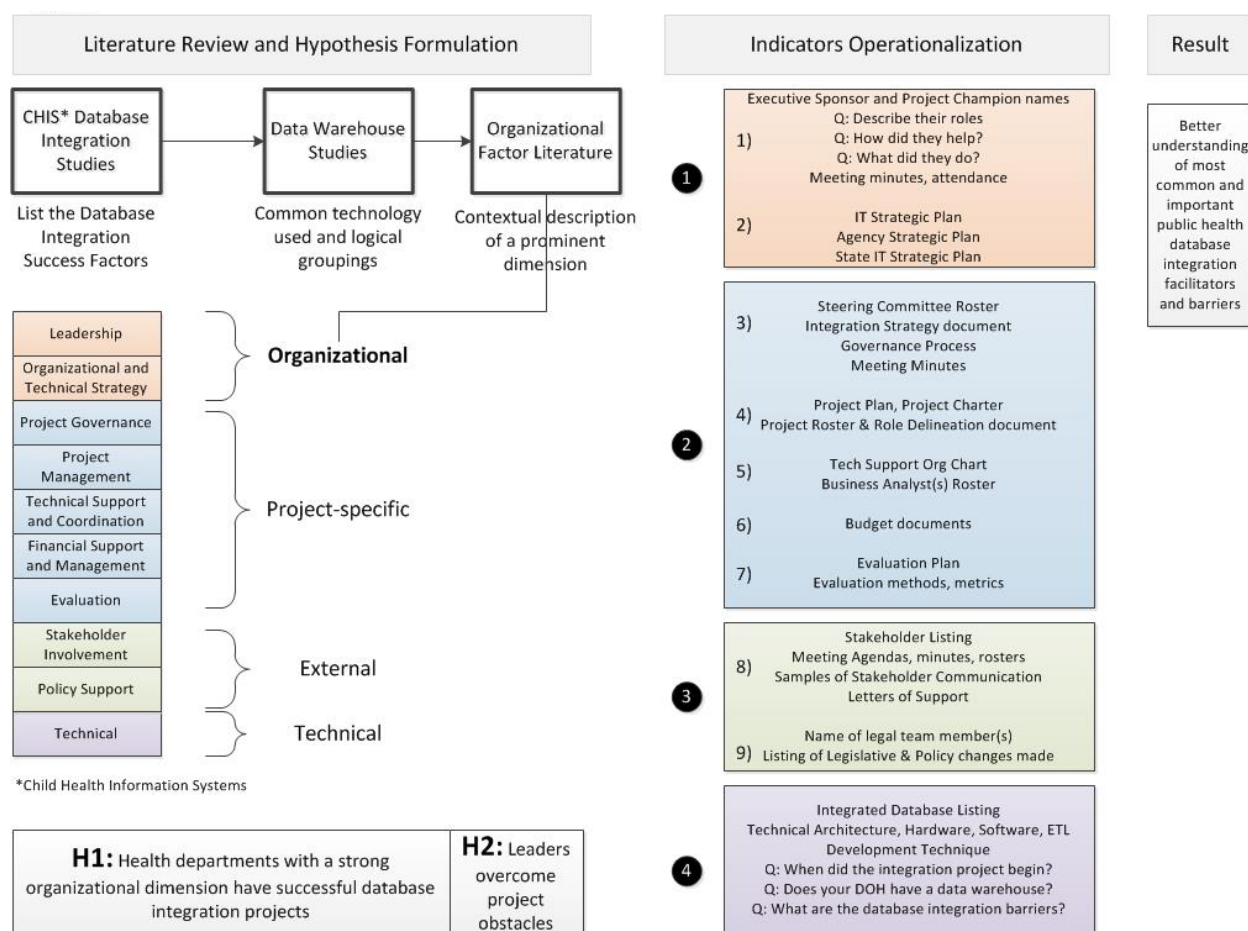 Literature Review and Hypothesis Formulation
CHIS* Database
Integration
Studies
Data Warehouse
Studies
Organizational
Factor Literature
List the Database
Integration
Success Factors
Common technology
used and logical
groupings
Contextual description
of a prominent
dimension
Leadership
Organizational and
Technical Strategy
Project Governance
Project
Management
Technical Support
and Coordination
Financial Support
and Management
Evaluation
Stakeholder
Involvement
Policy Support
Technical
Organizational
Project-specific
External
Technical
*Child Health Information Systems
H1: Health departments with a strong
organizational dimension have successful database
integration projects
H2: Leaders
overcome
project
obstacles
Indicators Operationalization
1
1)
Executive Sponsor and Project Champion names
Q: Describe their roles
Q: How did they help?
Q: What did they do?
Meeting minutes, attendance
2)
IT Strategic Plan
Agency Strategic Plan
State IT Strategic Plan
2
3)
Steering Committee Roster
Integration Strategy document
Governance Process
Meeting Minutes
4)
Project Plan, Project Charter
Project Roster & Role Delineation document
5)
Tech Support Org Chart
Business Analyst(s) Roster
6)
Budget documents
7)
Evaluation Plan
Evaluation methods, metrics
3
8)
Stakeholder Listing
Meeting Agendas, minutes, rosters
Samples of Stakeholder Communication
Letters of Support
9)
Name of legal team member(s)
Listing of Legislative & Policy changes made
4
Integrated Database Listing
Technical Architecture, Hardware, Software, ETL
Development Technique
Q: When did the integration project begin?
Q: Does your DOH have a data warehouse?
Q: What are the database integration barriers?
Result
Better
understanding
of most
common and
important
public health
database
integration
facilitators
and barriers